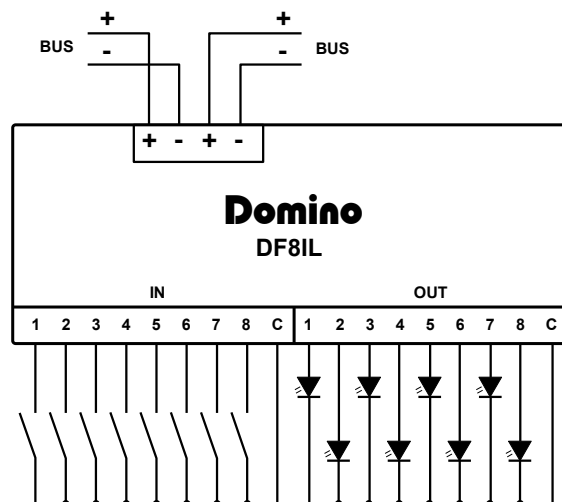 + +
BUS - - BUS
+ - + -
Domino
DF8IL
IN OUT
1 2 3 4 5 6 7 8 C 1 2 3 4 5 6 7 8 C